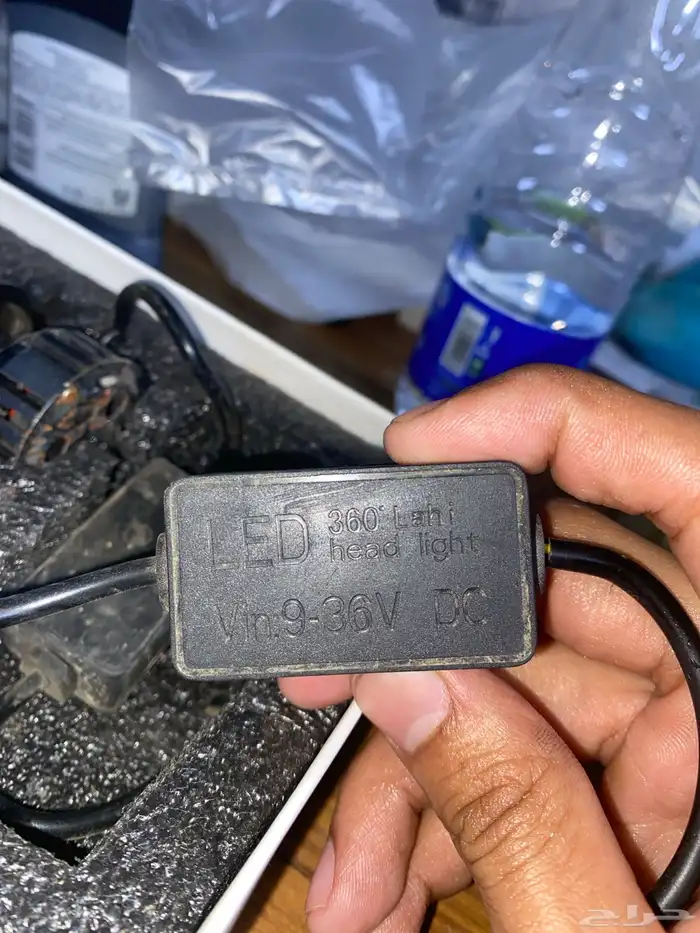 LED 360° Lahi
head light
Vin:9-36V DC
حراج